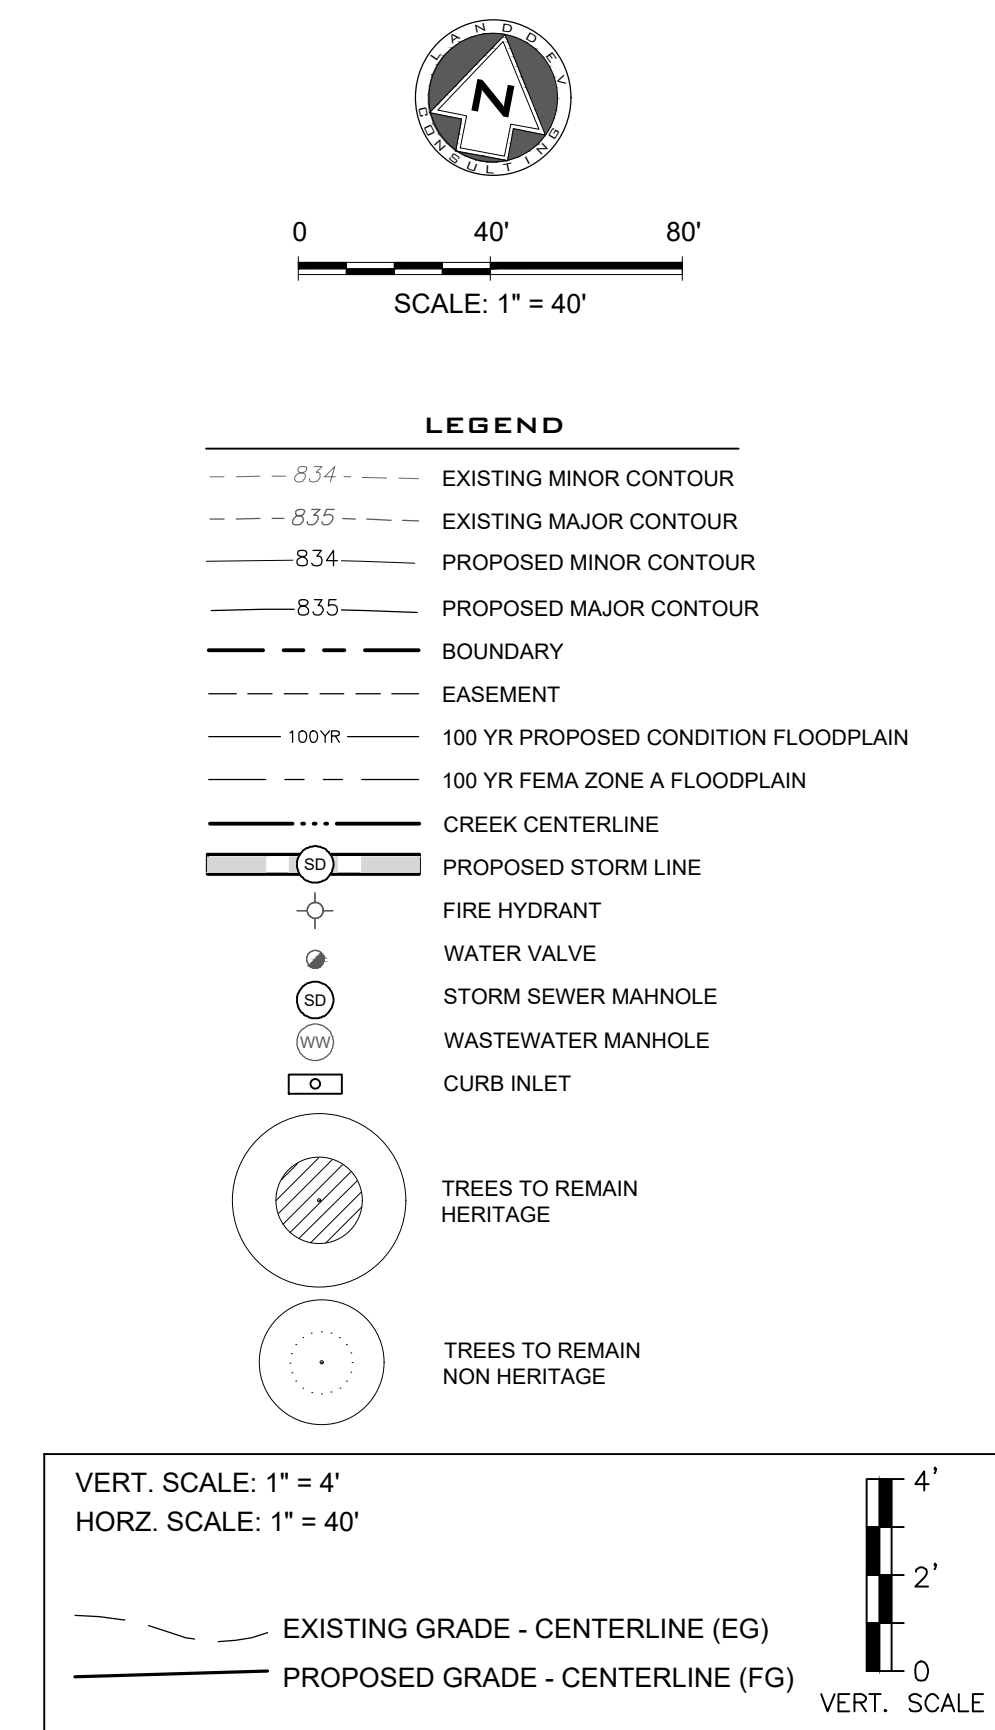 LANDDEV
CONSULTING
N
0 40' 80'
SCALE: 1" = 40'
LEGEND
834 EXISTING MINOR CONTOUR
835 EXISTING MAJOR CONTOUR
834 PROPOSED MINOR CONTOUR
835 PROPOSED MAJOR CONTOUR
BOUNDARY
EASEMENT
100YR 100 YR PROPOSED CONDITION FLOODPLAIN
100 YR FEMA ZONE A FLOODPLAIN
CREEK CENTERLINE
SD PROPOSED STORM LINE
FIRE HYDRANT
WATER VALVE
SD STORM SEWER MAHNOLE
WW WASTEWATER MANHOLE
CURB INLET
TREES TO REMAIN
HERITAGE
TREES TO REMAIN
NON HERITAGE
VERT. SCALE: 1" = 4'
HORZ. SCALE: 1" = 40'
EXISTING GRADE - CENTERLINE (EG)
PROPOSED GRADE - CENTERLINE (FG)
4'
2'
0
VERT. SCALE